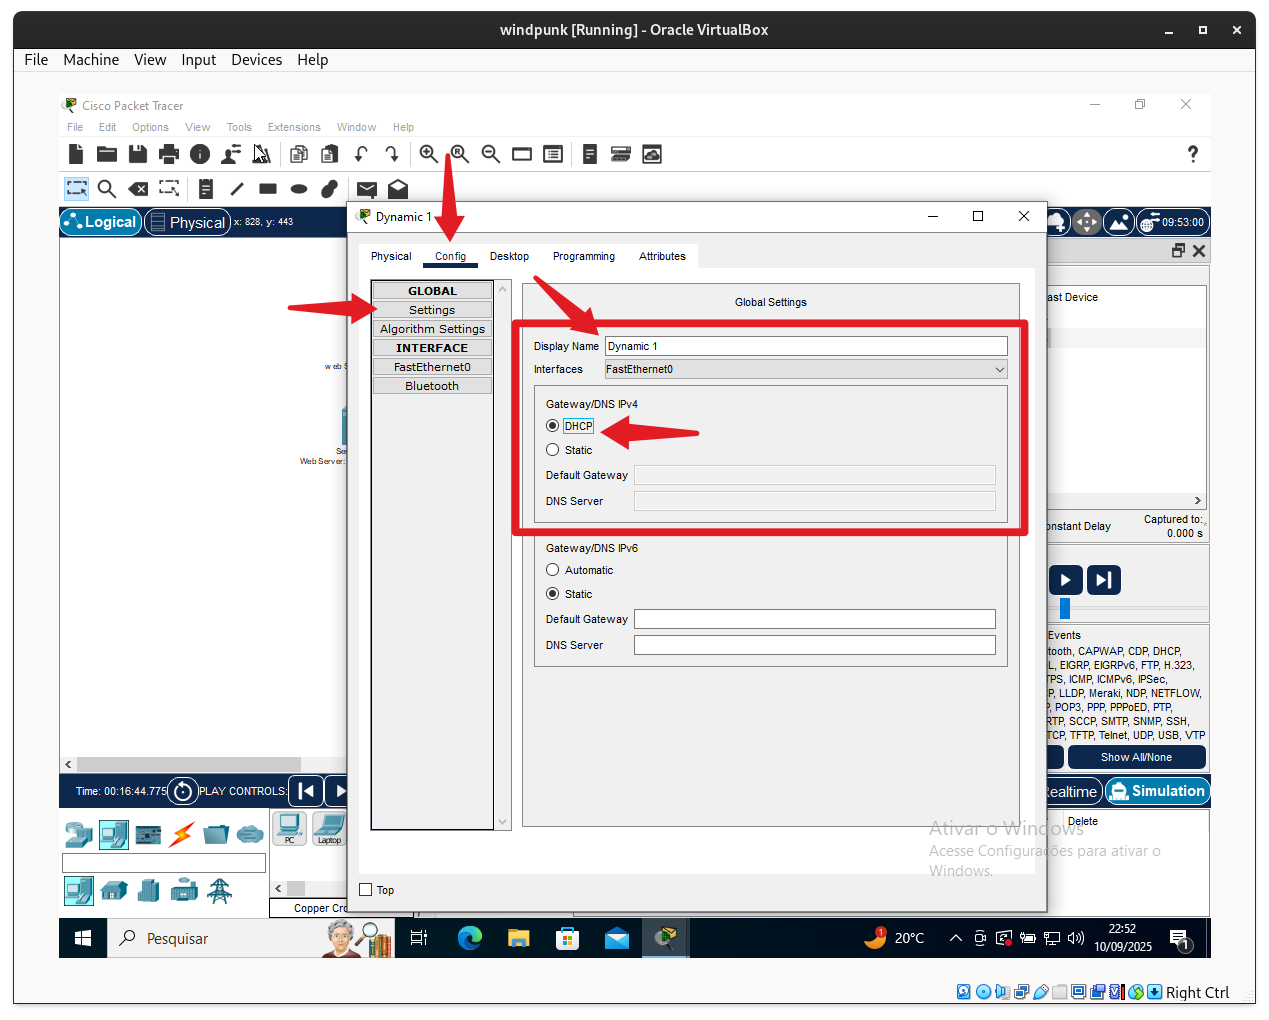 windpunk [Running] - Oracle VirtualBox
File Machine View Input Devices Help
Cisco Packet Tracer
File Edit Options View Tools Extensions Window Help
Logical Physical x: 828, y: 443
09:53:00
Dynamic 1
Physical Config Desktop Programming Attributes
GLOBAL
Settings
Algorithm Settings
INTERFACE
FastEthernet0
Bluetooth
Global Settings
Display Name Dynamic 1
Interfaces FastEthernet0
Gateway/DNS IPv4
DHCP
Static
Default Gateway
DNS Server
Gateway/DNS IPv6
Automatic
Static
Default Gateway
DNS Server
Top
web S
Se
Web Server:
ast Device
onstant Delay
Captured to:
0.000 s
Events
tooth, CAPWAP, CDP, DHCP,
L, EIGRP, EIGRPv6, FTP, H.323,
TPS, ICMP, ICMPv6, IPSec,
P, LLDP, Meraki, NDP, NETFLOW,
P, POP3, PPP, PPPoED, PTP,
RTP, SCCP, SMTP, SNMP, SSH,
TCP, TFTP, Telnet, UDP, USB, VTP
Show All/None
Time: 00:16:44.775 PLAY CONTROLS:
Realtime Simulation
PC Laptop
Delete
Copper Cro
Ativar o Windows
Acesse Configurações para ativar o
Windows.
Pesquisar
1
20°C
22:52
10/09/2025
1
Right Ctrl